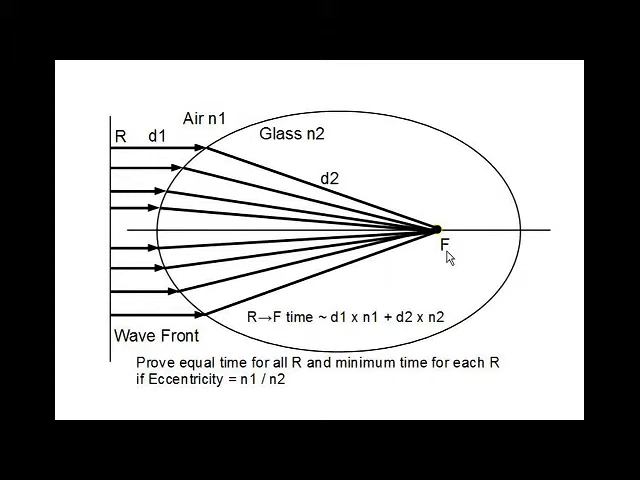 Air n1
R d1
Glass n2
d2
F
R→F time ~ d1 x n1 + d2 x n2
Wave Front
Prove equal time for all R and minimum time for each R
if Eccentricity = n1 / n2